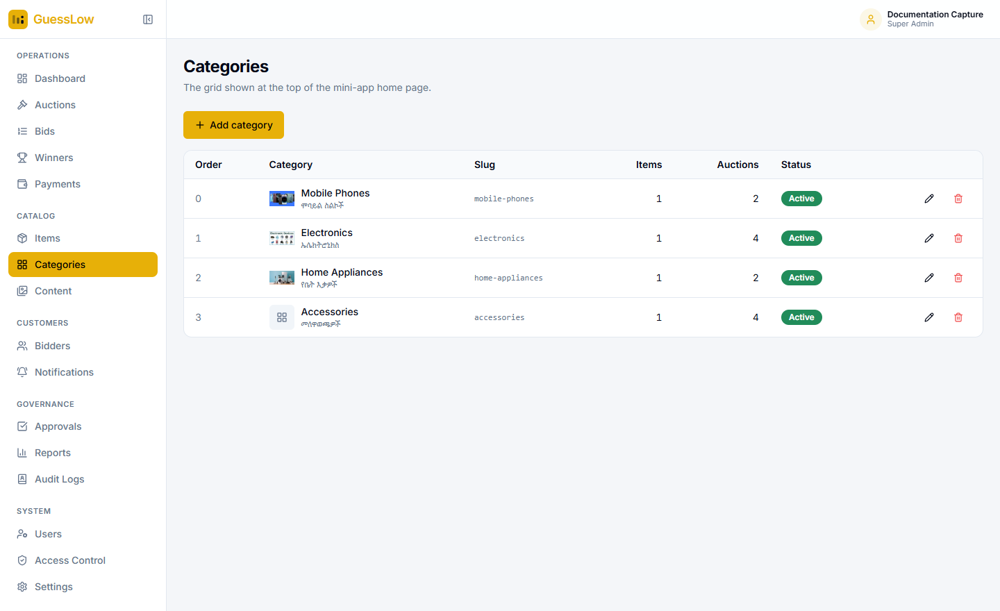 GuessLow
Documentation Capture
Super Admin
OPERATIONS
Dashboard
Auctions
Bids
Winners
Payments
CATALOG
Items
Categories
Content
CUSTOMERS
Bidders
Notifications
GOVERNANCE
Approvals
Reports
Audit Logs
SYSTEM
Users
Access Control
Settings
Categories
The grid shown at the top of the mini-app home page.
Add category
Order Category Slug Items Auctions Status
0 Mobile Phones mobile-phones 1 2 Active
ሞባይል ስልኮች
1 Electronics electronics 1 4 Active
ኤሌክትሮኒክስ
2 Home Appliances home-appliances 1 2 Active
የቤት እቃዎች
3 Accessories accessories 1 4 Active
መለዋወጫዎች